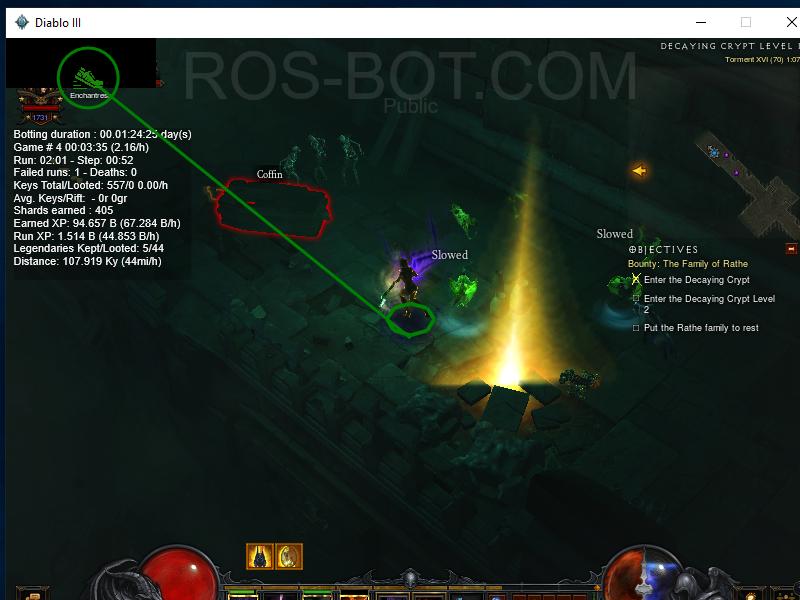 Diablo III
DECAYING CRYPT LEVEL 1
Torment XVI (70) 1:07
ROS-BOT.COM
Public
Enchantres
1731
Botting duration : 00.01:24:25 day(s)
Game # 4 00:03:35 (2.16/h)
Run: 02:01 - Step: 00:52
Failed runs: 1 - Deaths: 0
Keys Total/Looted: 557/0 0.00/h
Avg. Keys/Rift: - 0r 0gr
Shards earned : 405
Earned XP: 94.657 B (67.284 B/h)
Run XP: 1.514 B (44.853 B/h)
Legendaries Kept/Looted: 5/44
Distance: 107.919 Ky (44mi/h)
Coffin
Slowed
Slowed
OBJECTIVES
Bounty: The Family of Rathe
Enter the Decaying Crypt
Enter the Decaying Crypt Level
2
Put the Rathe family to rest